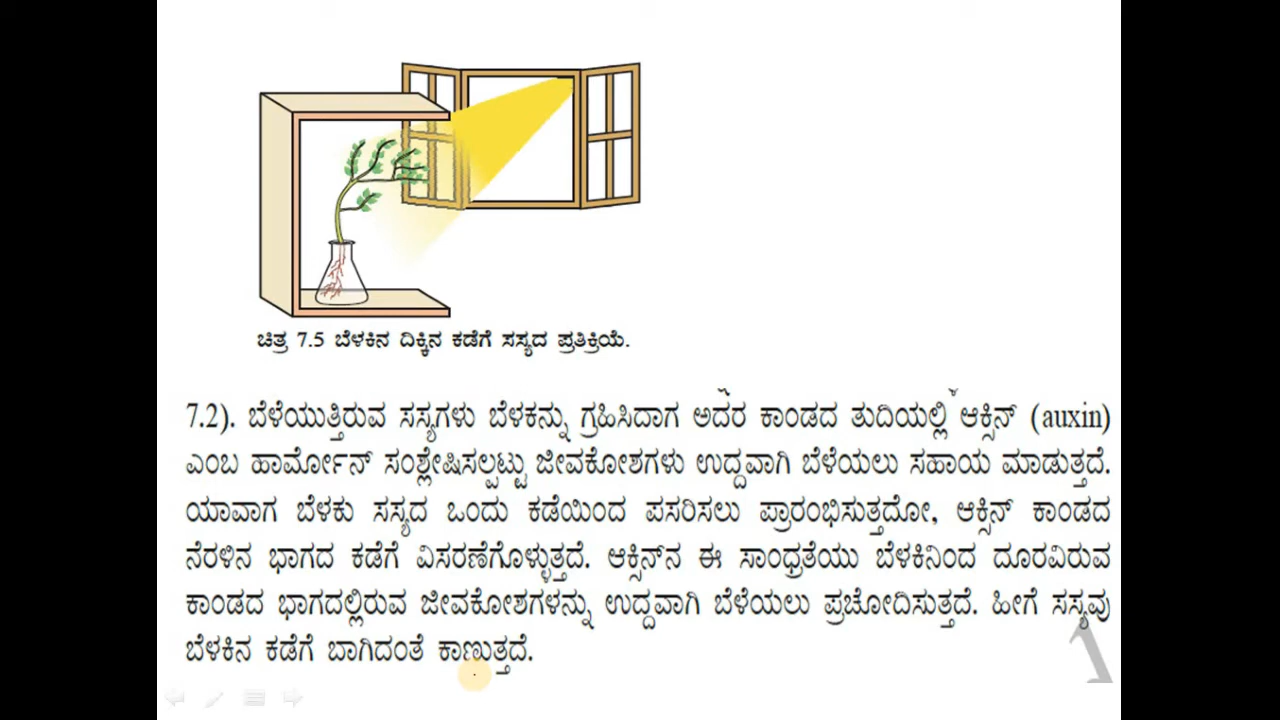 ಚಿತ್ರ 7.5 ಬೆಳಕಿನ ದಿಕ್ಕಿನ ಕಡೆಗೆ ಸಸ್ಯದ ಪ್ರತಿಕ್ರಿಯೆ.
7.2). ಬೆಳೆಯುತ್ತಿರುವ ಸಸ್ಯಗಳು ಬೆಳಕನ್ನು ಗ್ರಹಿಸಿದಾಗ ಅದರ ಕಾಂಡದ ತುದಿಯಲ್ಲಿ ಆಕ್ಸಿನ್ (auxin)
ಎಂಬ ಹಾರ್ಮೋನ್ ಸಂಶ್ಲೇಷಿಸಲ್ಪಟ್ಟು ಜೀವಕೋಶಗಳು ಉದ್ದವಾಗಿ ಬೆಳೆಯಲು ಸಹಾಯ ಮಾಡುತ್ತದೆ.
ಯಾವಾಗ ಬೆಳಕು ಸಸ್ಯದ ಒಂದು ಕಡೆಯಿಂದ ಪಸರಿಸಲು ಪ್ರಾರಂಭಿಸುತ್ತದೋ, ಆಕ್ಸಿನ್ ಕಾಂಡದ
ನೆರಳಿನ ಭಾಗದ ಕಡೆಗೆ ವಿಸರಣೆಗೊಳ್ಳುತ್ತದೆ. ಆಕ್ಸಿನ್‌ನ ಈ ಸಾಂಧ್ರತೆಯು ಬೆಳಕಿನಿಂದ ದೂರವಿರುವ
ಕಾಂಡದ ಭಾಗದಲ್ಲಿರುವ ಜೀವಕೋಶಗಳನ್ನು ಉದ್ದವಾಗಿ ಬೆಳೆಯಲು ಪ್ರಚೋದಿಸುತ್ತದೆ. ಹೀಗೆ ಸಸ್ಯವು
ಬೆಳಕಿನ ಕಡೆಗೆ ಬಾಗಿದಂತೆ ಕಾಣುತ್ತದೆ.